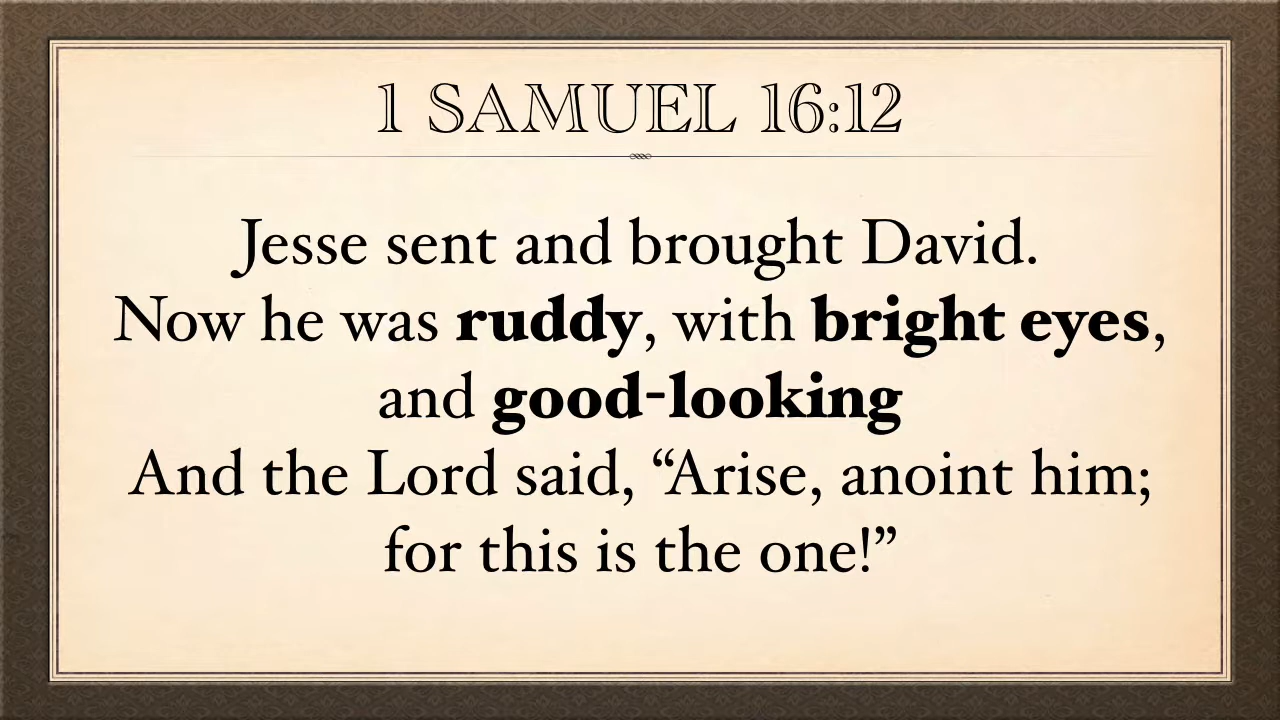 1 SAMUEL 16:12
Jesse sent and brought David.
Now he was ruddy, with bright eyes,
and good-looking
And the Lord said, “Arise, anoint him;
for this is the one!”